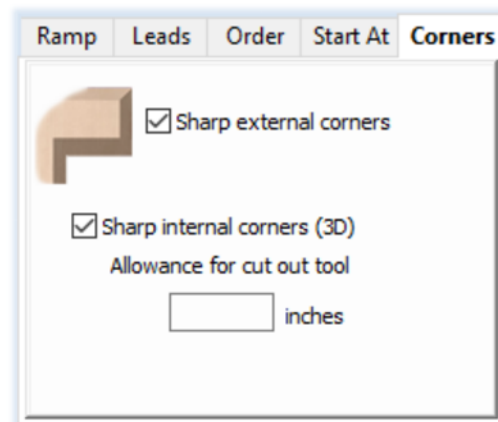 Ramp Leads Order Start At Corners
Sharp external corners
Sharp internal corners (3D)
Allowance for cut out tool
inches